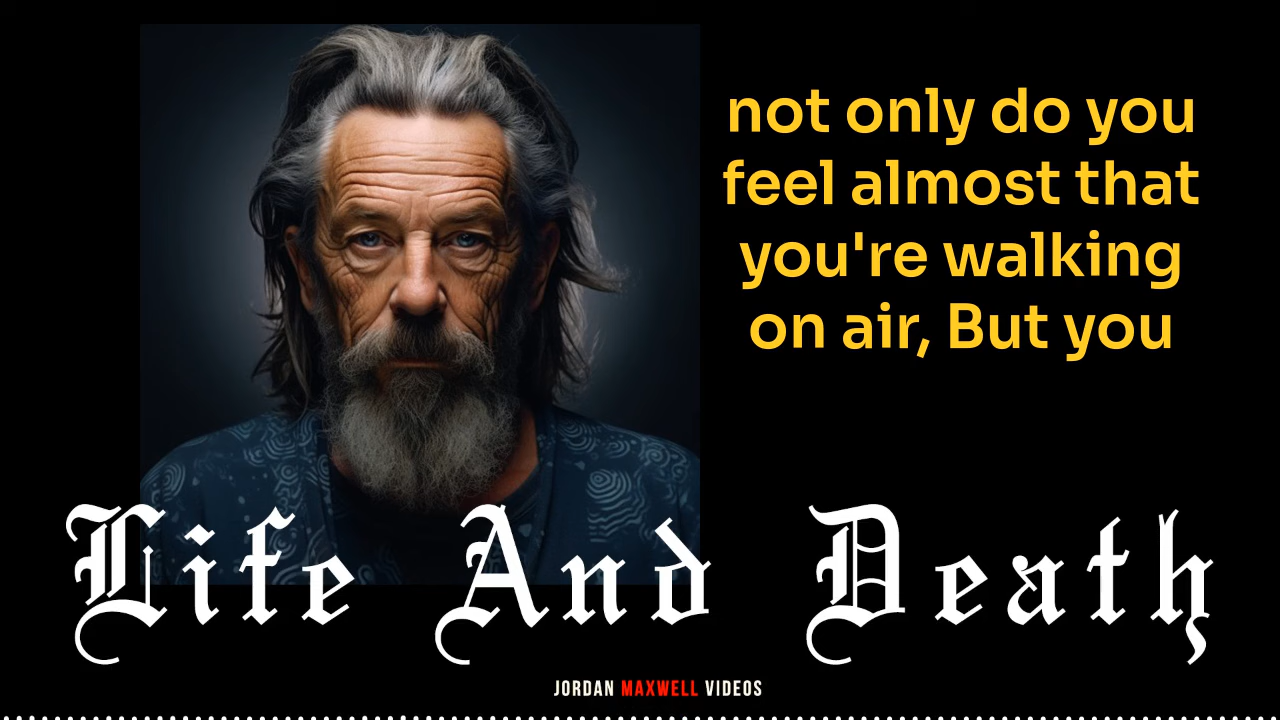 not only do you
feel almost that
you're walking
on air, But you
Life And Death
JORDAN MAXWELL VIDEOS